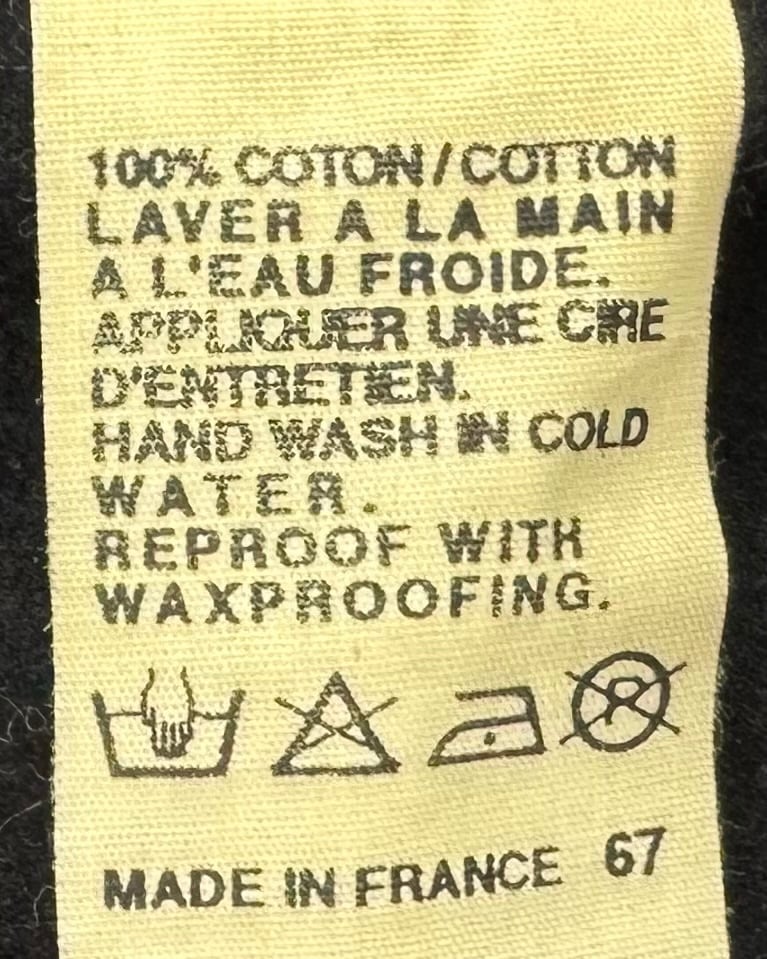 100% COTON/COTTON
LAVER A LA MAIN
A L'EAU FROIDE.
APPLIQUER UNE CIRE
D'ENTRETIEN.
HAND WASH IN COLD
WATER.
REPROOF WITH
WAXPROOFING.
P
MADE IN FRANCE 67